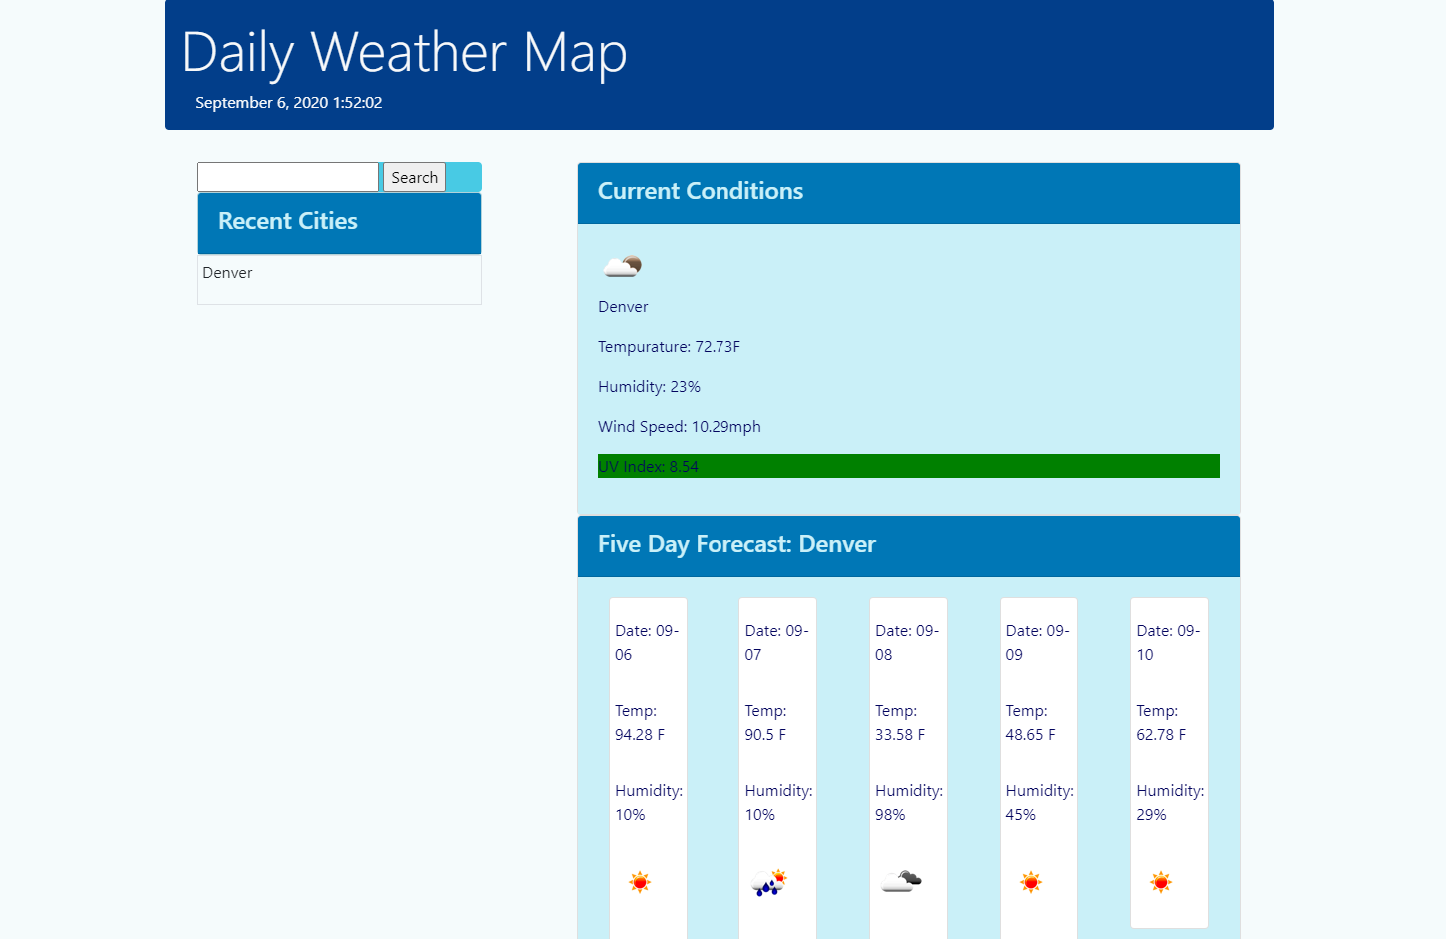 Daily Weather Map
September 6, 2020 1:52:02
Search
Recent Cities
Denver
Current Conditions
Denver
Tempurature: 72.73F
Humidity: 23%
Wind Speed: 10.29mph
UV Index: 8.54
Five Day Forecast: Denver
Date: 09-
06
Temp:
94.28 F
Humidity:
10%
Date: 09-
07
Temp:
90.5 F
Humidity:
10%
Date: 09-
08
Temp:
33.58 F
Humidity:
98%
Date: 09-
09
Temp:
48.65 F
Humidity:
45%
Date: 09-
10
Temp:
62.78 F
Humidity:
29%